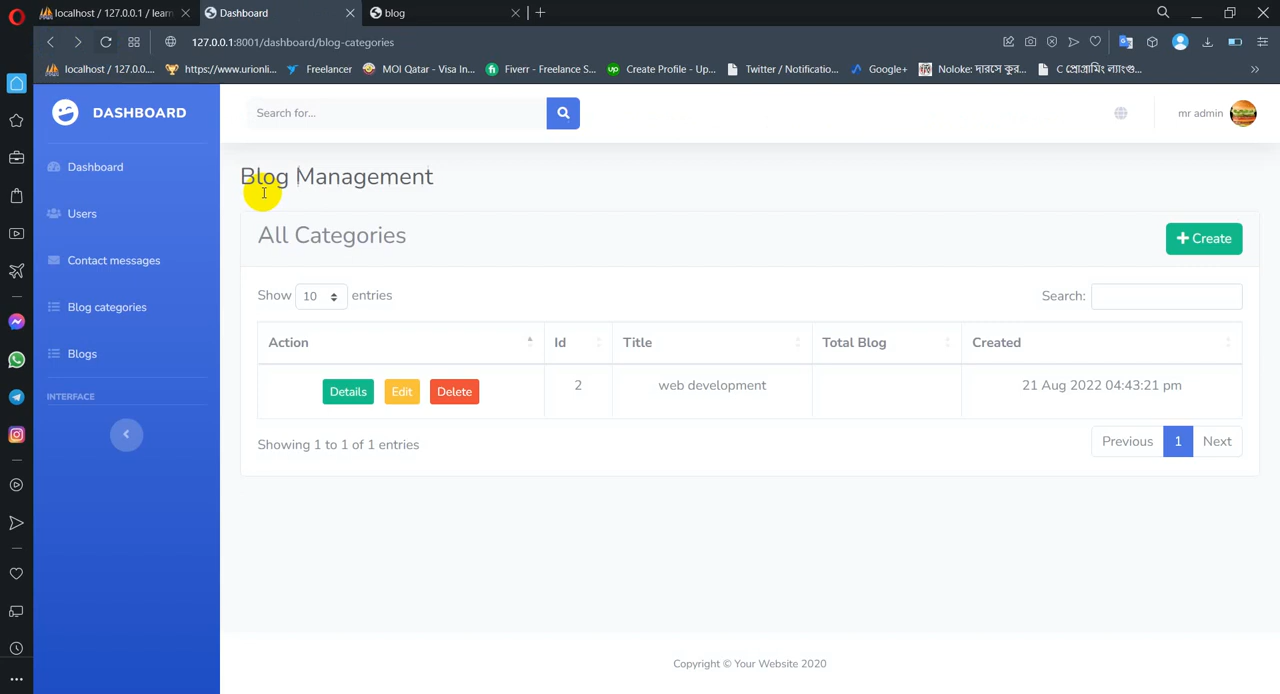 localhost / 127.0.0.1 / learn
Dashboard
blog
127.0.0.1:8001/dashboard/blog-categories
localhost / 127.0.0....
https://www.urionli...
Freelancer
MOI Qatar - Visa In...
Fiverr - Freelance S...
Create Profile - Up...
Twitter / Notificatio...
Google+
Noloke: দারসে কুর...
C প্রোগ্রামিং ল্যাংগু...
DASHBOARD
Search for...
mr admin
Dashboard
Users
Contact messages
Blog categories
Blogs
INTERFACE
Blog Management
All Categories
Create
Show 10 entries
Search:
Action Id Title Total Blog Created
Details Edit Delete 2 web development 21 Aug 2022 04:43:21 pm
Showing 1 to 1 of 1 entries
Previous 1 Next
Copyright © Your Website 2020